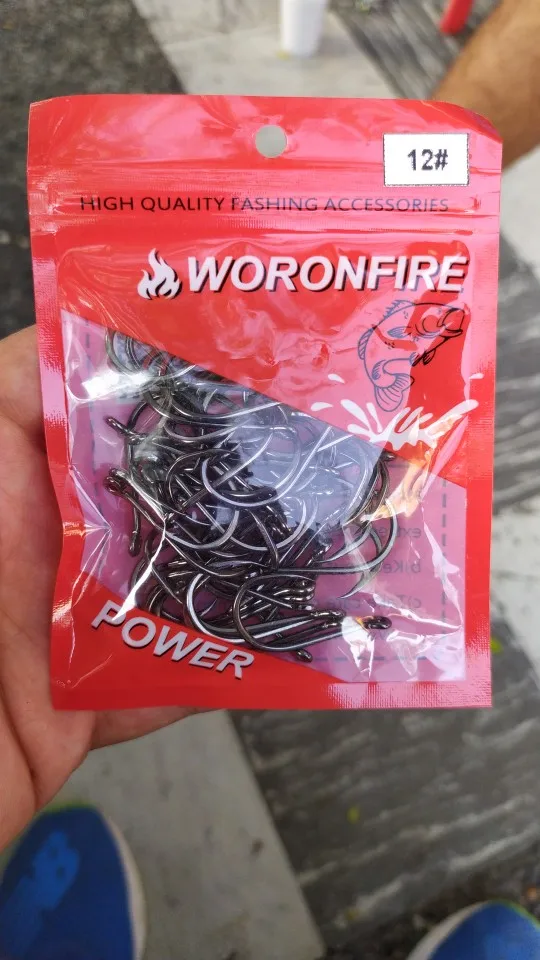 12#
HIGH QUALITY FASHING ACCESSORIES
WORONFIRE
POWER